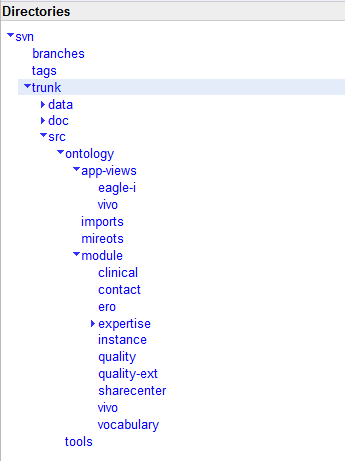 Directories
svn
branches
tags
trunk
data
doc
src
ontology
app-views
eagle-i
vivo
imports
mireots
module
clinical
contact
ero
expertise
instance
quality
quality-ext
sharecenter
vivo
vocabulary
tools